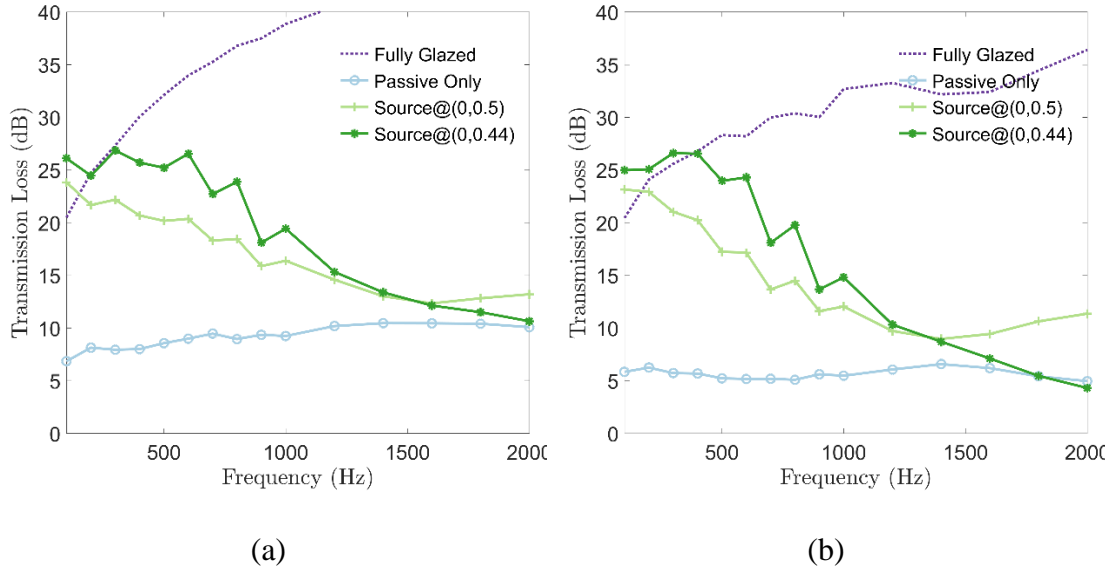 40
35
30
25
20
15
10
5
0
Transmission Loss (dB)
Fully Glazed
Passive Only
Source@(0,0.5)
Source@(0,0.44)
500
1000
1500
2000
Frequency (Hz)
(a)
40
35
30
25
20
15
10
5
0
Transmission Loss (dB)
Fully Glazed
Passive Only
Source@(0,0.5)
Source@(0,0.44)
500
1000
1500
2000
Frequency (Hz)
(b)